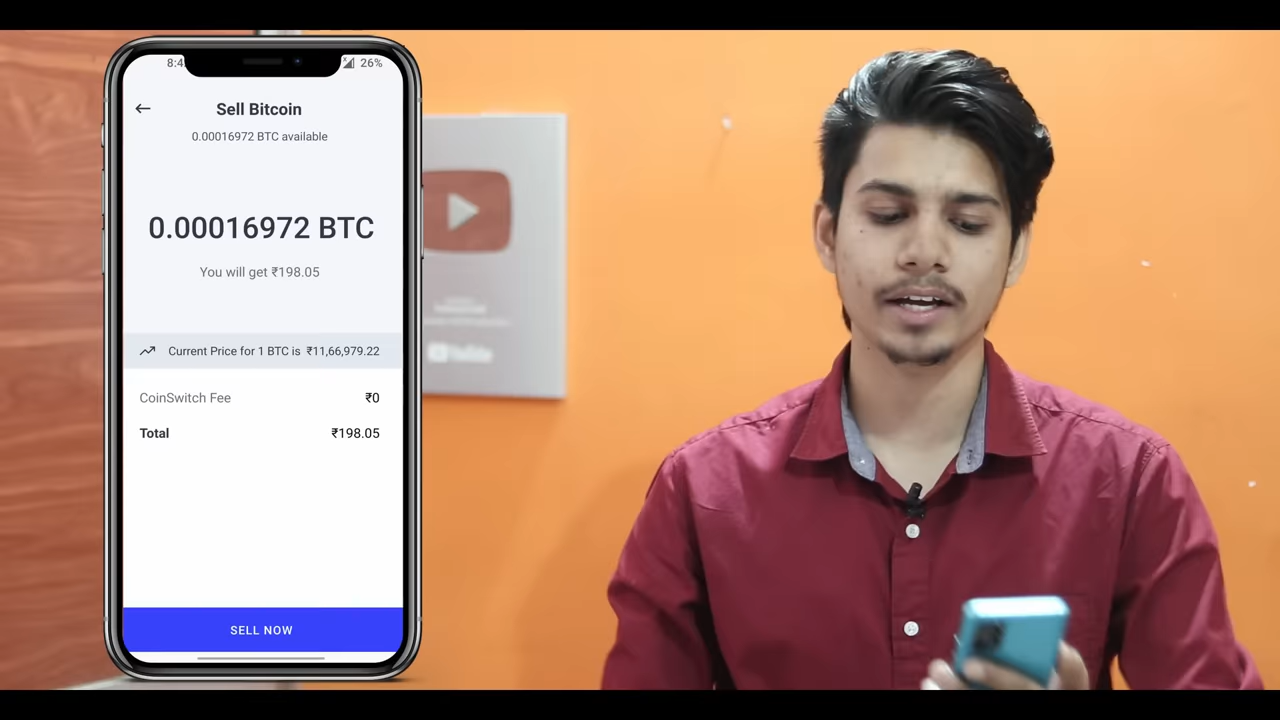 8:4
26%
Sell Bitcoin
0.00016972 BTC available
0.00016972 BTC
You will get ₹198.05
Current Price for 1 BTC is ₹11,66,979.22
CoinSwitch Fee ₹0
Total ₹198.05
SELL NOW
YouTube